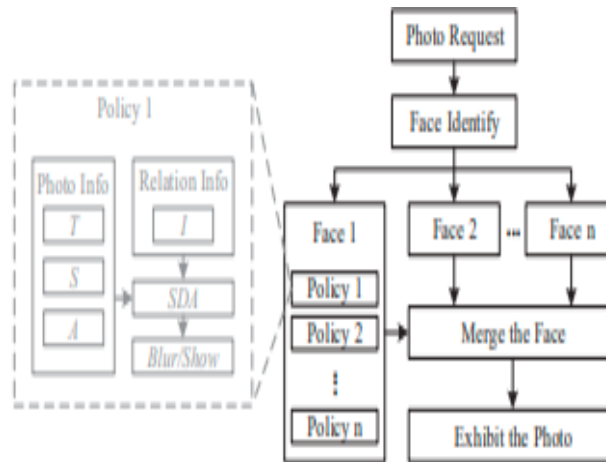 Photo Request
Face Identify
Policy 1
Photo Info
T
S
A
Relation Info
I
SDA
Blur/Show
Face 1
Policy 1
Policy 2
⋮
Policy n
Face 2
...
Face n
Merge the Face
Exhibit the Photo